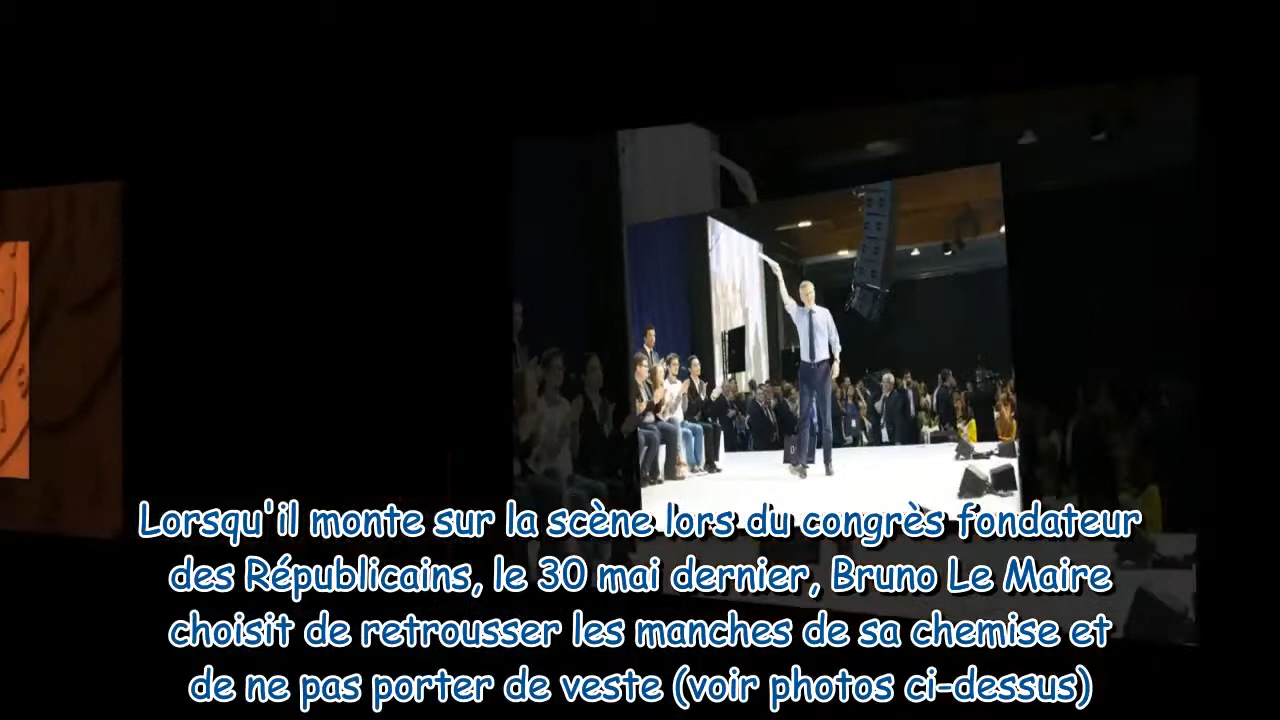 Lorsqu'il monte sur la scène lors du congrès fondateur
des Républicains, le 30 mai dernier, Bruno Le Maire
choisit de retrousser les manches de sa chemise et
de ne pas porter de veste (voir photos ci-dessus)